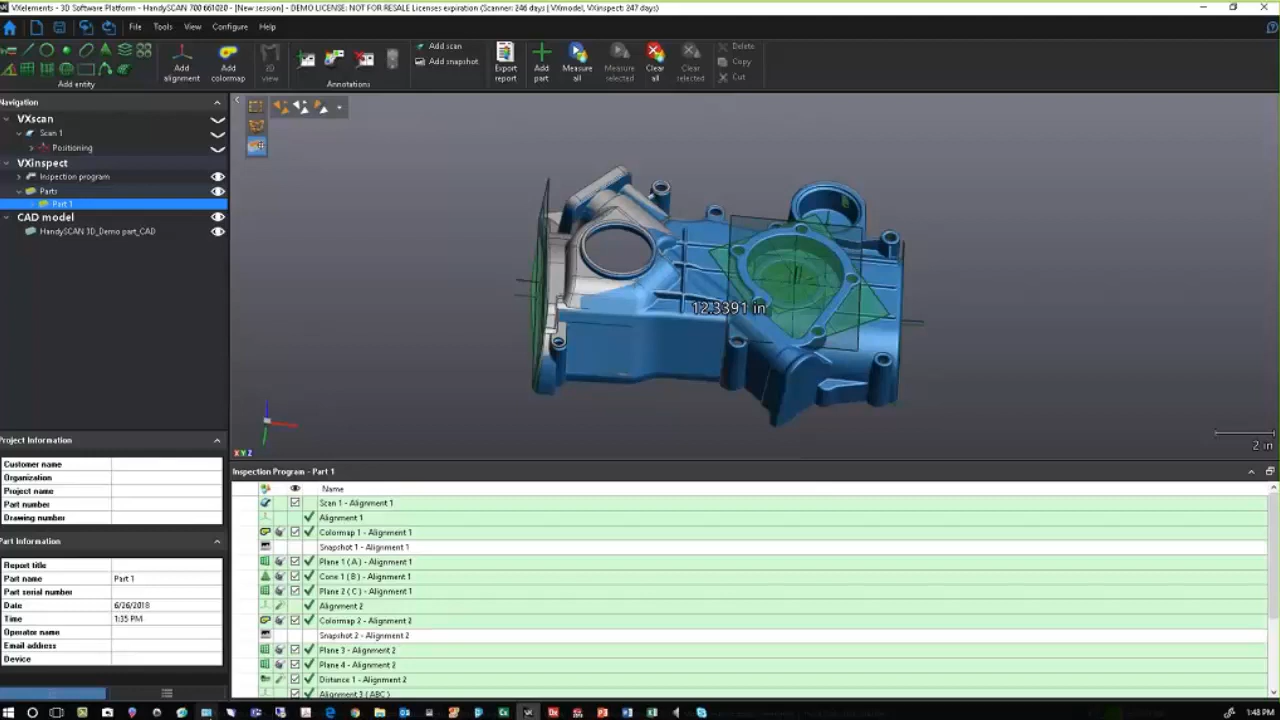 VXelements - 3D Software Platform - HandySCAN 700 661020 - [New session] - DEMO LICENSE: NOT FOR RESALE Licenses expiration (Scanner: 246 days | VXmodel, VXinspect: 247 days)
File Tools View Configure Help
Add alignment
Add colormap
2D view
Add scan
Add snapshot
Export report
Add part
Measure all
Measure selected
Clear all
Clear selected
Delete
Copy
Cut
Add entity
Annotations
Navigation
VXscan
Scan 1
Positioning
VXinspect
Inspection program
Parts
Part 1
CAD model
HandySCAN 3D_Demo part_CAD
12.3391 in
2 in
X Y Z
Project Information
Customer name
Organization
Project name
Part number
Drawing number
Part Information
Report title
Part name Part 1
Part serial number
Date 6/26/2018
Time 1:35 PM
Operator name
Email address
Device
Inspection Program - Part 1
Name
Scan 1 - Alignment 1
Alignment 1
Colormap 1 - Alignment 1
Snapshot 1 - Alignment 1
Plane 1 ( A ) - Alignment 1
Cone 1 ( B ) - Alignment 1
Plane 2 ( C ) - Alignment 1
Alignment 2
Colormap 2 - Alignment 2
Snapshot 2 - Alignment 2
Plane 3 - Alignment 2
Plane 4 - Alignment 2
Distance 1 - Alignment 2
Alignment 3 ( ABC )
1:48 PM